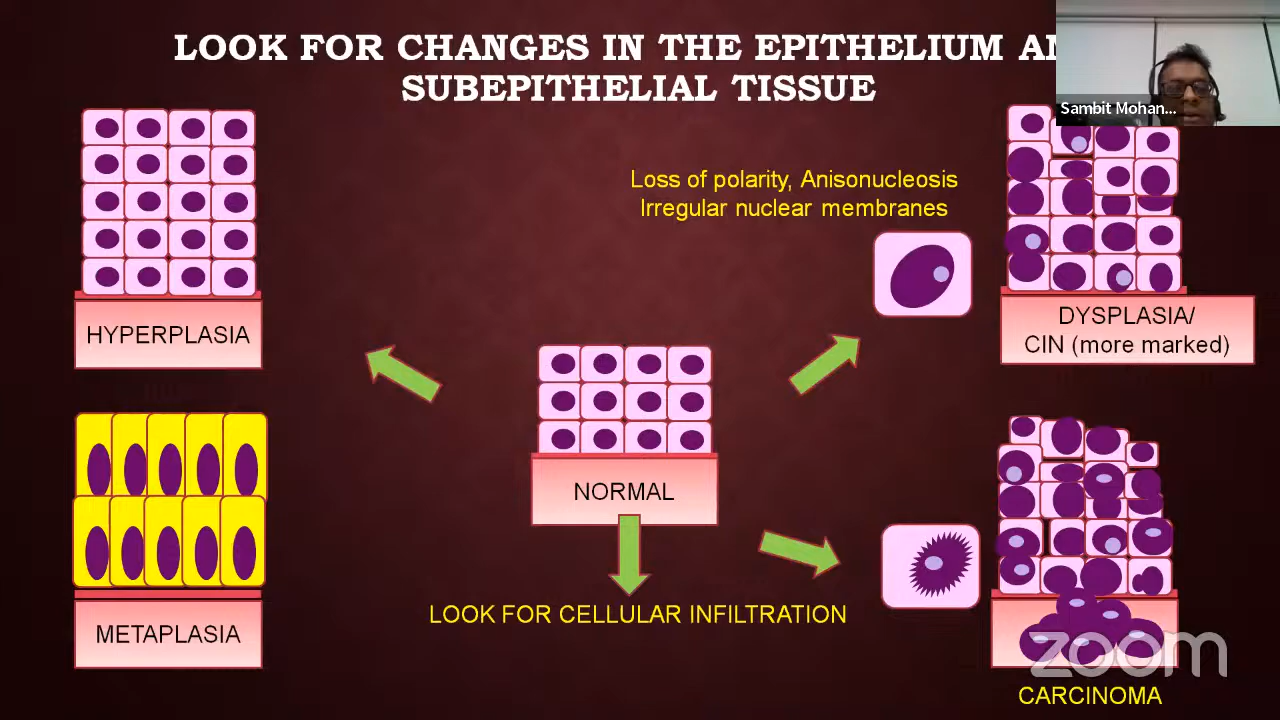 LOOK FOR CHANGES IN THE EPITHELIUM
SUBEPITHELIAL TISSUE
Sambit Mohan...
Loss of polarity, Anisonucleosis
Irregular nuclear membranes
HYPERPLASIA
DYSPLASIA/
CIN (more marked)
NORMAL
LOOK FOR CELLULAR INFILTRATION
METAPLASIA
zoom
CARCINOMA